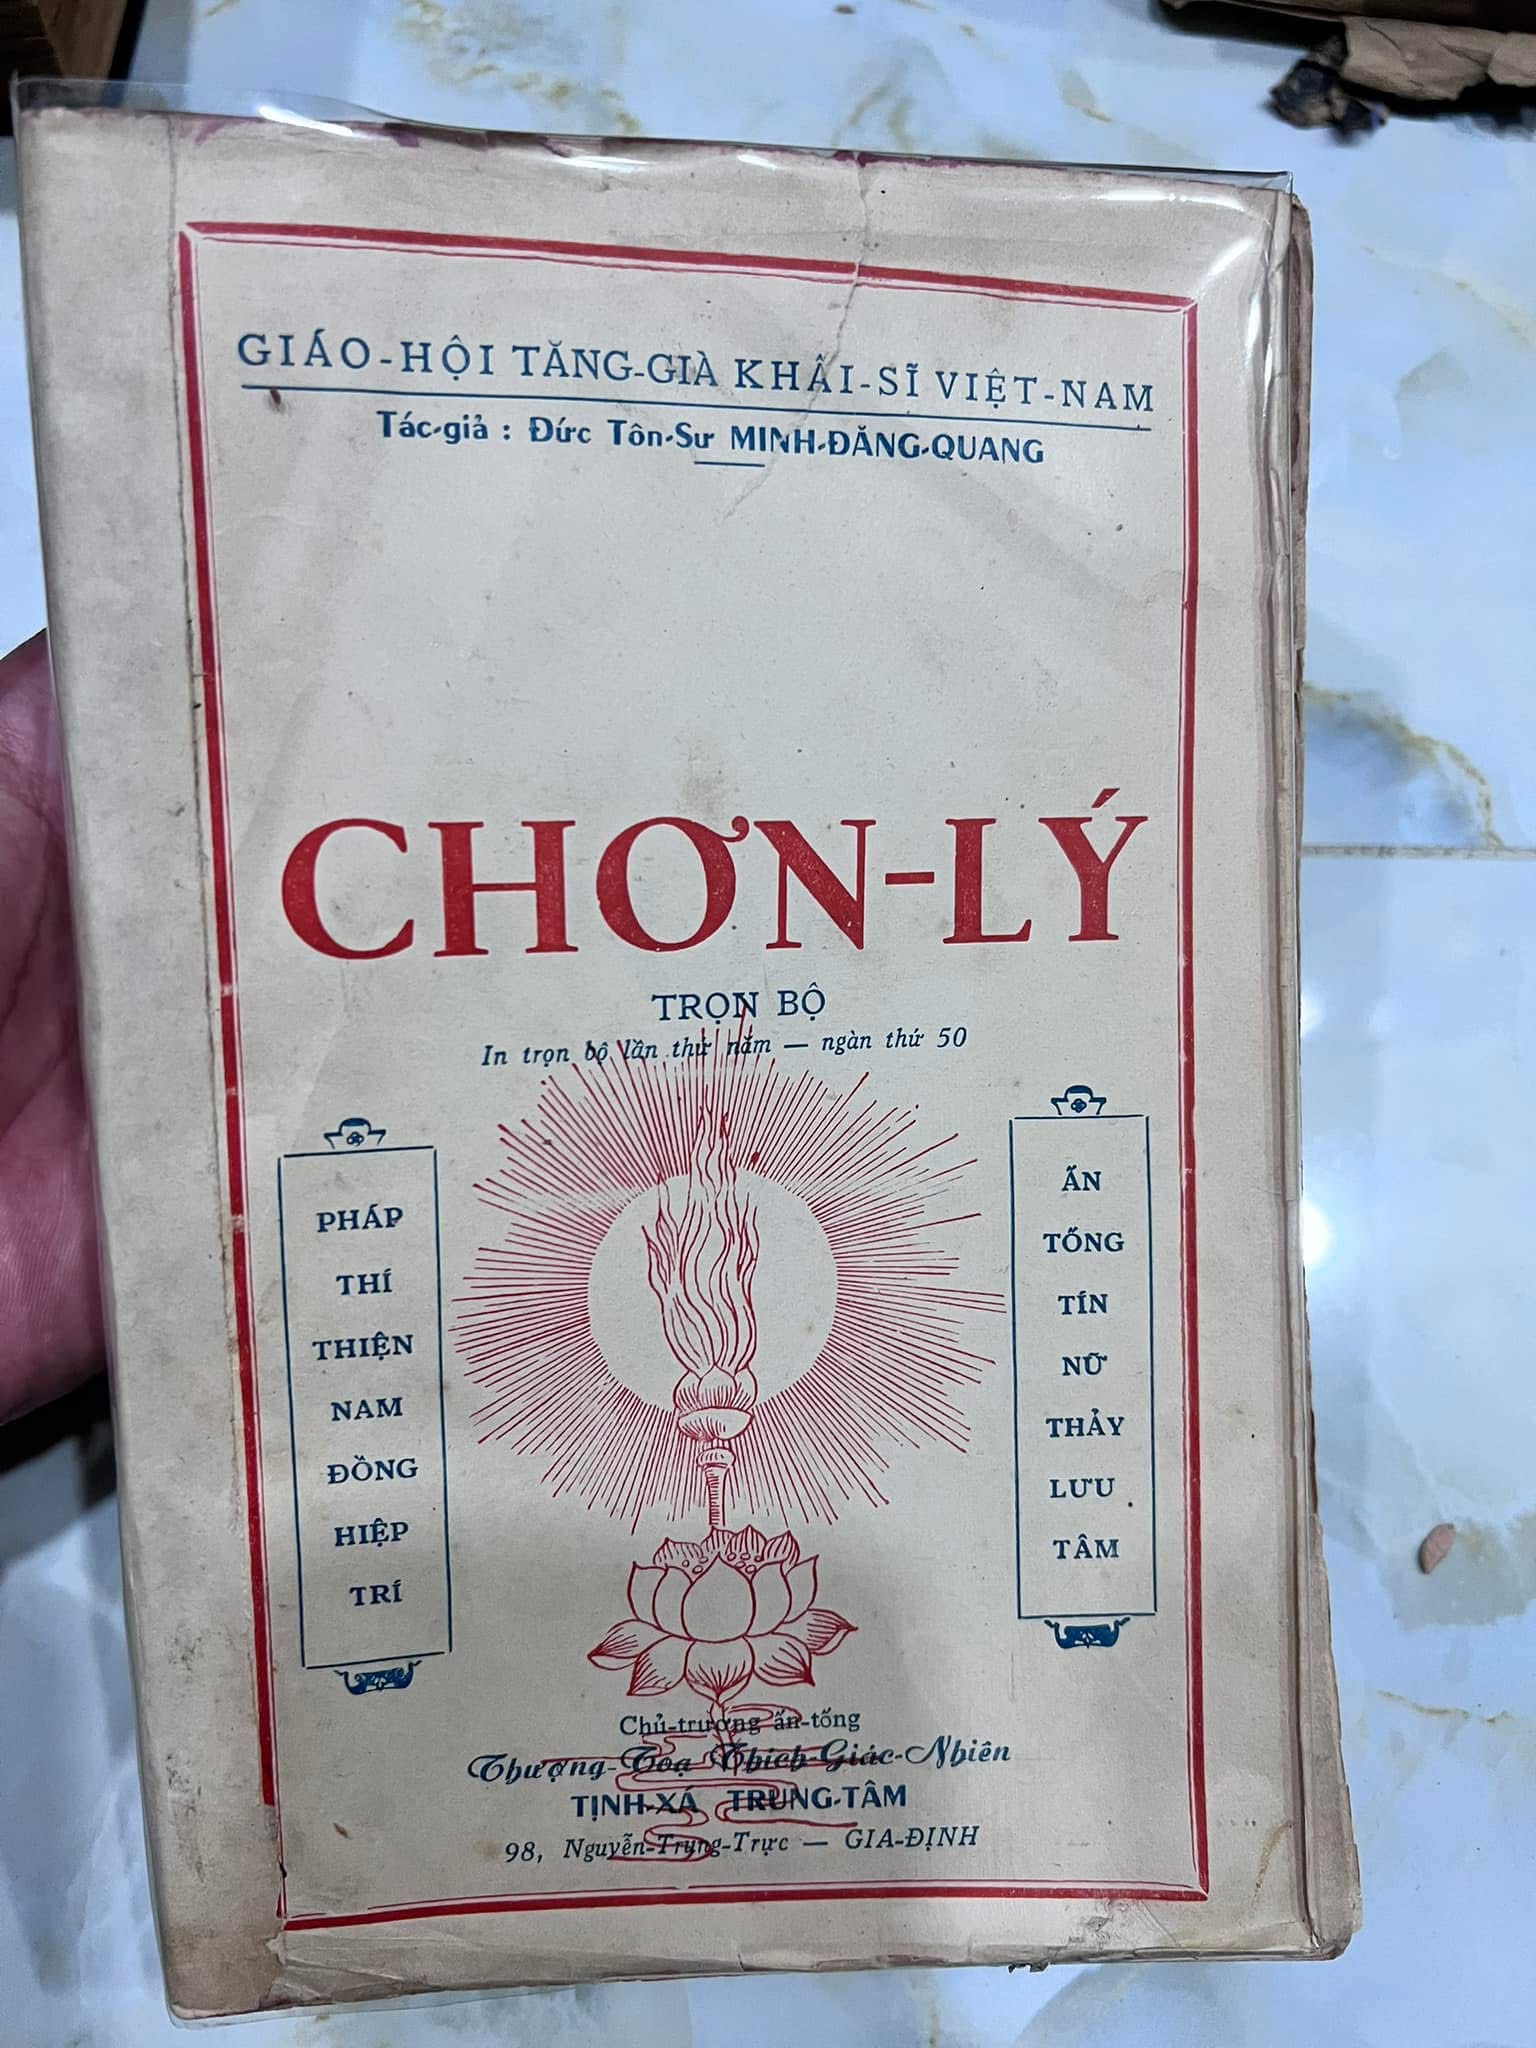 GIÁO-HỘI TĂNG-GIÀ KHẤT-SĨ VIỆT-NAM
Tác-giả : Đức Tôn-Sư MINH-ĐĂNG-QUANG
CHƠN-LÝ
TRỌN BỘ
In trọn bộ lần thứ năm — ngàn thứ 50
PHÁP
THÍ
THIỆN
NAM
ĐỒNG
HIỆP
TRÍ
ẤN
TỐNG
TÍN
NỮ
THẢY
LƯU
TÂM
Chủ-trương ấn-tống
Thượng-Toạ Thích-Giác-Nhiên
TỊNH-XÁ TRUNG-TÂM
98, Nguyễn-Trung-Trực — GIA-ĐỊNH